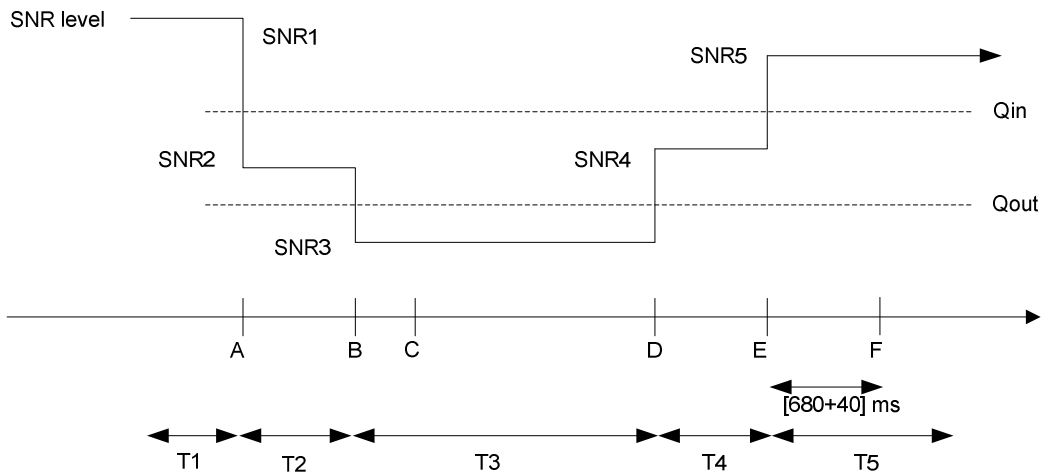 SNR level
SNR1
SNR5
Qin
SNR2
SNR4
Qout
SNR3
A B C D E F
[680+40] ms
T1 T2 T3 T4 T5